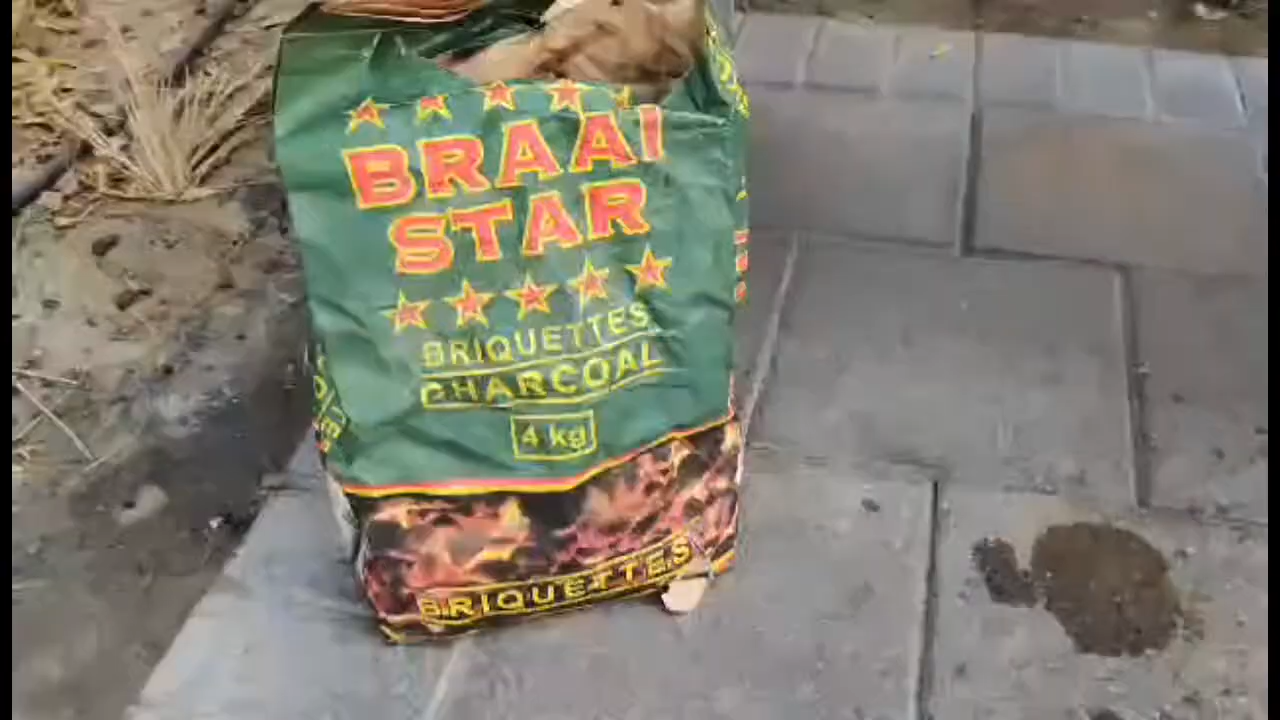 BRAAI
STAR
BRIQUETTES
CHARCOAL
4 kg
BRIQUETTES